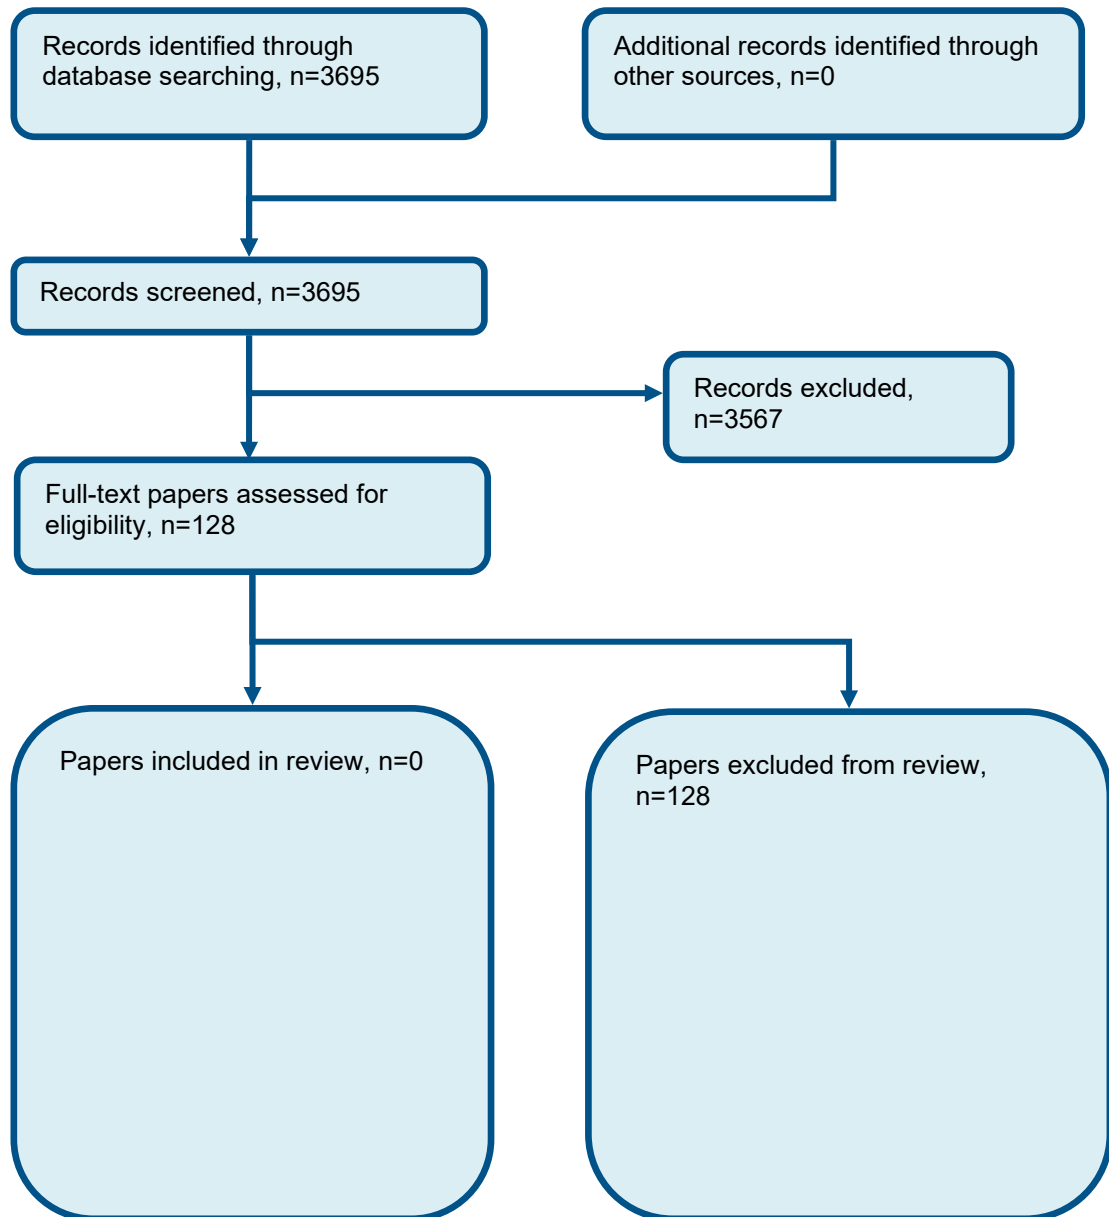 Records identified through
database searching, n=3695
Additional records identified through
other sources, n=0
Records screened, n=3695
Records excluded,
n=3567
Full-text papers assessed for
eligibility, n=128
Papers included in review, n=0
Papers excluded from review,
n=128